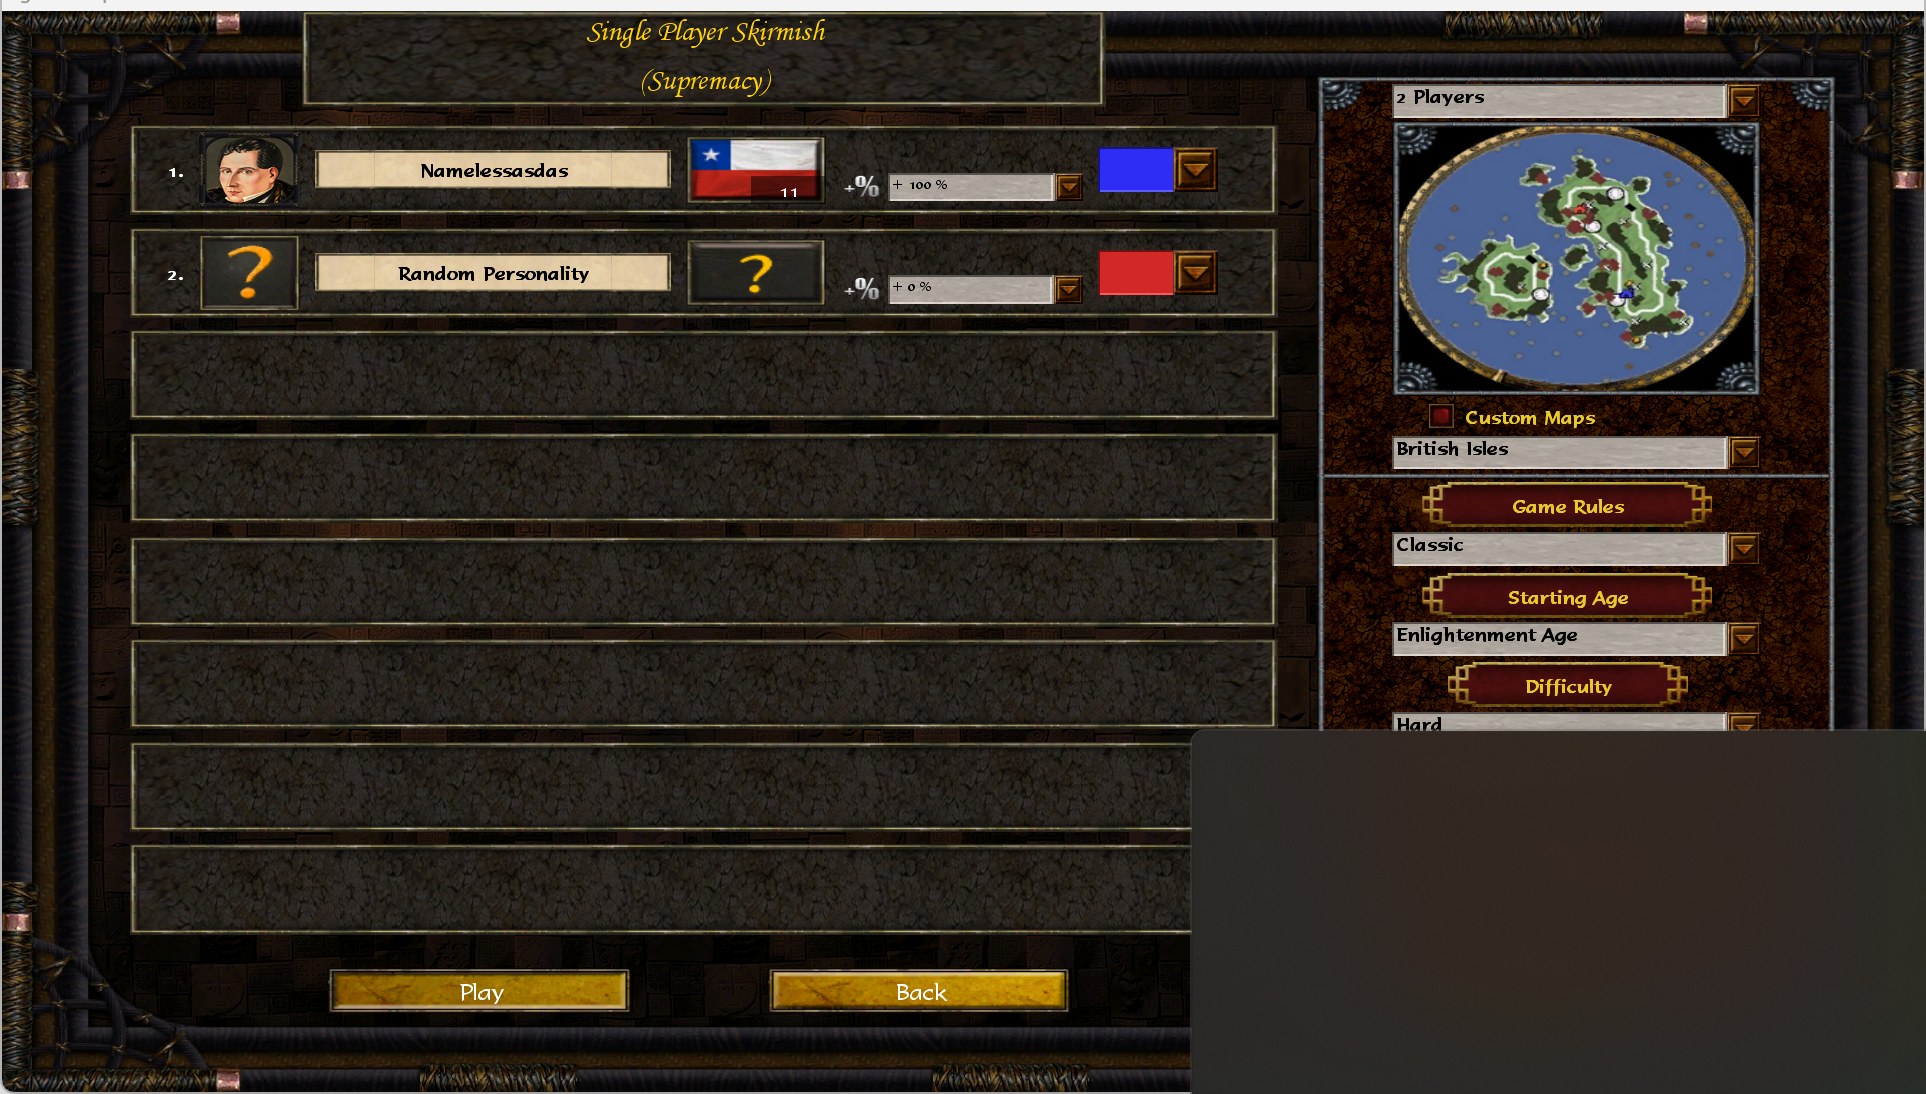 Single Player Skirmish
(Supremacy)
2 Players
1.
Namelessasdas
11
+%
+ 100 %
2.
?
Random Personality
?
+%
+ 0 %
Custom Maps
British Isles
Game Rules
Classic
Starting Age
Enlightenment Age
Difficulty
Hard
Play
Back